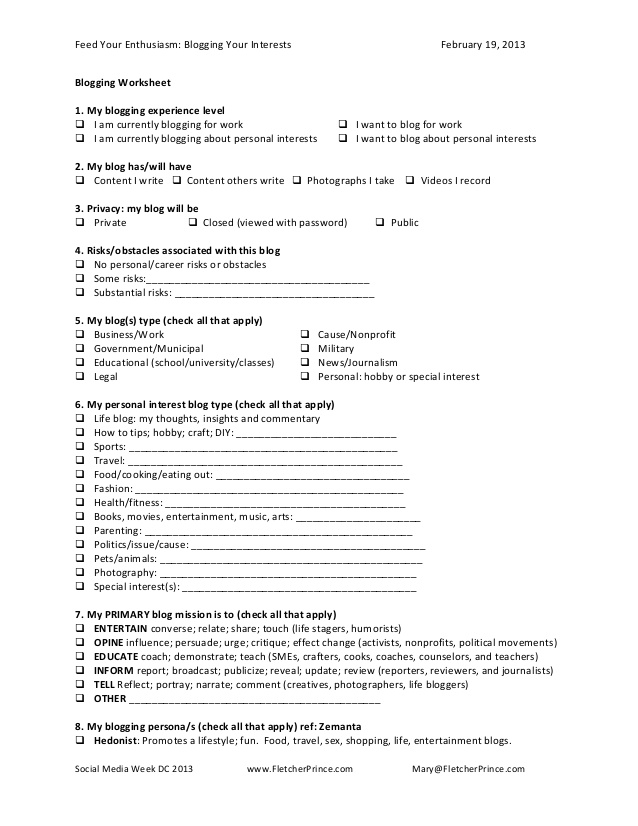 Feed Your Enthusiasm: Blogging Your Interests February 19, 2013
Blogging Worksheet
1. My blogging experience level
❑ I am currently blogging for work ❑ I want to blog for work
❑ I am currently blogging about personal interests ❑ I want to blog about personal interests
2. My blog has/will have
❑ Content I write ❑ Content others write ❑ Photographs I take ❑ Videos I record
3. Privacy: my blog will be
❑ Private ❑ Closed (viewed with password) ❑ Public
4. Risks/obstacles associated with this blog
❑ No personal/career risks or obstacles
❑ Some risks:____________________________________
❑ Substantial risks: ________________________________
5. My blog(s) type (check all that apply)
❑ Business/Work ❑ Cause/Nonprofit
❑ Government/Municipal ❑ Military
❑ Educational (school/university/classes) ❑ News/Journalism
❑ Legal ❑ Personal: hobby or special interest
6. My personal interest blog type (check all that apply)
❑ Life blog: my thoughts, insights and commentary
❑ How to tips; hobby; craft; DIY: __________________________
❑ Sports: ___________________________________________
❑ Travel: ____________________________________________
❑ Food/cooking/eating out: _______________________________
❑ Fashion: ___________________________________________
❑ Health/fitness: _______________________________________
❑ Books, movies, entertainment, music, arts: ____________________
❑ Parenting: ___________________________________________
❑ Politics/issue/cause: ______________________________________
❑ Pets/animals: __________________________________________
❑ Photography: _________________________________________
❑ Special interest(s): ______________________________________
7. My PRIMARY blog mission is to (check all that apply)
❑ ENTERTAIN converse; relate; share; touch (life stagers, humorists)
❑ OPINE influence; persuade; urge; critique; effect change (activists, nonprofits, political movements)
❑ EDUCATE coach; demonstrate; teach (SMEs, crafters, cooks, coaches, counselors, and teachers)
❑ INFORM report; broadcast; publicize; reveal; update; review (reporters, reviewers, and journalists)
❑ TELL Reflect; portray; narrate; comment (creatives, photographers, life bloggers)
❑ OTHER ________________________________________
8. My blogging persona/s (check all that apply) ref: Zemanta
❑ Hedonist: Promotes a lifestyle; fun. Food, travel, sex, shopping, life, entertainment blogs.
Social Media Week DC 2013 www.FletcherPrince.com Mary@FletcherPrince.com